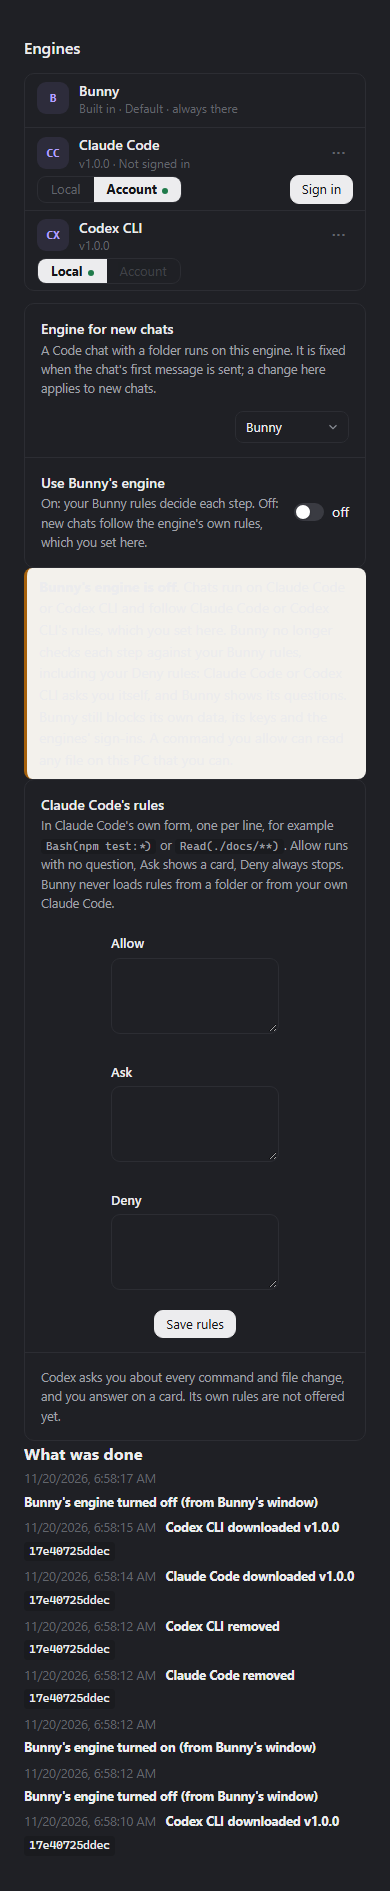 Engines
B
Bunny
Built in · Default · always there
CC
Claude Code
v1.0.0 · Not signed in
Local
Account
Sign in
CX
Codex CLI
v1.0.0
Local
Account
Engine for new chats
A Code chat with a folder runs on this engine. It is fixed
when the chat's first message is sent; a change here
applies to new chats.
Bunny
Use Bunny's engine
On: your Bunny rules decide each step. Off:
new chats follow the engine's own rules,
which you set here.
off
Bunny's engine is off.
Claude Code's rules
In Claude Code's own form, one per line, for example
Bash(npm test:*) or Read(./docs/**) . Allow runs
with no question, Ask shows a card, Deny always stops.
Bunny never loads rules from a folder or from your own
Claude Code.
Allow
Ask
Deny
Save rules
Codex asks you about every command and file change,
and you answer on a card. Its own rules are not offered
yet.
What was done
11/20/2026, 6:58:17 AM
Bunny's engine turned off (from Bunny's window)
11/20/2026, 6:58:15 AM Codex CLI downloaded v1.0.0
17e40725ddec
11/20/2026, 6:58:14 AM Claude Code downloaded v1.0.0
17e40725ddec
11/20/2026, 6:58:12 AM Codex CLI removed
17e40725ddec
11/20/2026, 6:58:12 AM Claude Code removed
17e40725ddec
11/20/2026, 6:58:12 AM
Bunny's engine turned on (from Bunny's window)
11/20/2026, 6:58:12 AM
Bunny's engine turned off (from Bunny's window)
11/20/2026, 6:58:10 AM Codex CLI downloaded v1.0.0
17e40725ddec